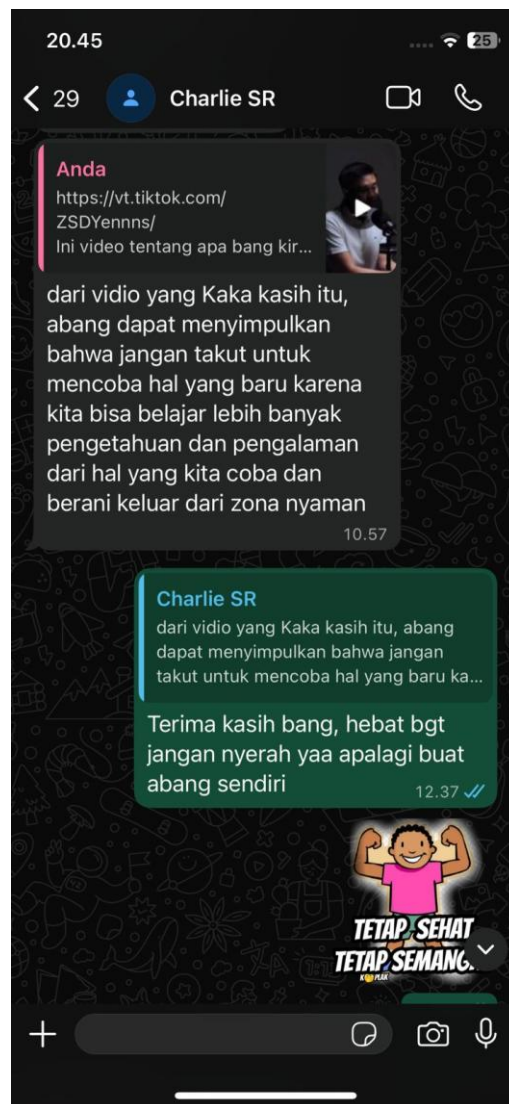 20.45
25
29
Charlie SR
Anda
https://vt.tiktok.com/
ZSDYennns/
Ini video tentang apa bang kir...
dari vidio yang Kaka kasih itu,
abang dapat menyimpulkan
bahwa jangan takut untuk
mencoba hal yang baru karena
kita bisa belajar lebih banyak
pengetahuan dan pengalaman
dari hal yang kita coba dan
berani keluar dari zona nyaman
10.57
Charlie SR
dari vidio yang Kaka kasih itu, abang
dapat menyimpulkan bahwa jangan
takut untuk mencoba hal yang baru ka...
Terima kasih bang, hebat bgt
jangan nyerah yaa apalagi buat
abang sendiri
12.37
TETAP SEHAT
TETAP